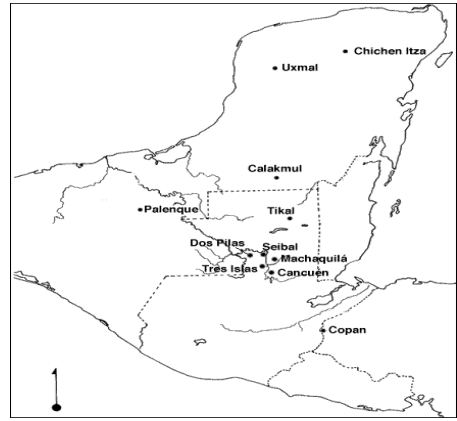 Chichen Itza
Uxmal
Calakmul
Palenque
Tikal
Dos Pilas
Seibal
Machaquilá
Tres Islas
Cancuen
Copan